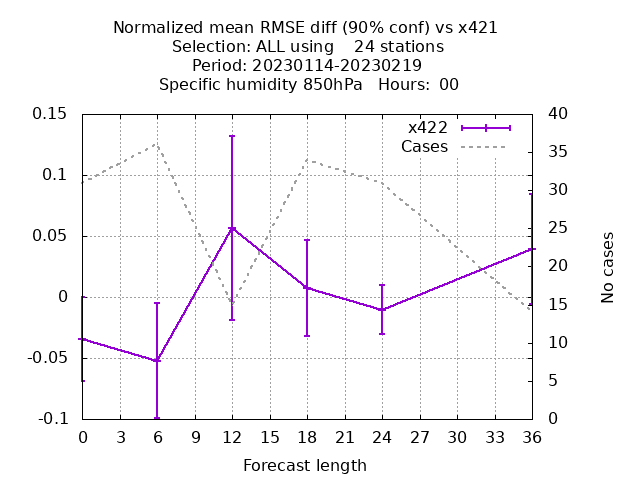 Normalized mean RMSE diff (90% conf) vs x421
Selection: ALL using    24 stations
Period: 20230114-20230219
Specific humidity 850hPa   Hours:  00
x422
Cases
0.15
0.1
0.05
0
-0.05
-0.1
40
35
30
25
20
15
10
5
0
No cases
0 3 6 9 12 15 18 21 24 27 30 33 36
Forecast length